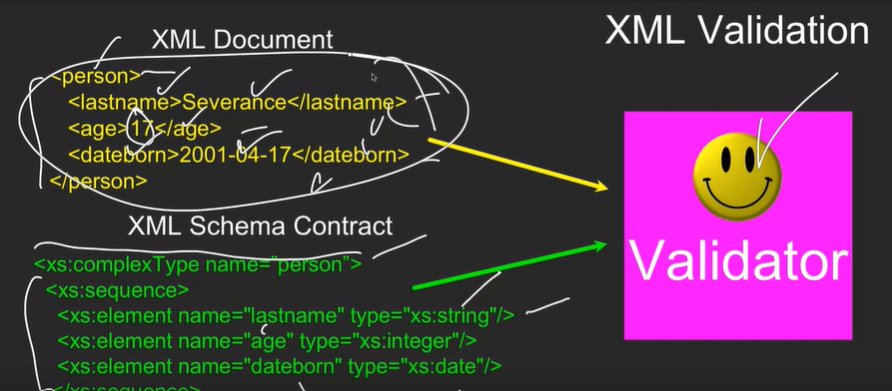 XML Document
XML Validation
<person>
<lastname>Severance</lastname>
<age>17</age>
<dateborn>2001-04-17</dateborn>
</person>
XML Schema Contract
<xs:complexType name="person">
<xs:sequence>
<xs:element name="lastname" type="xs:string"/>
<xs:element name="age" type="xs:integer"/>
<xs:element name="dateborn" type="xs:date"/>
</xs:sequence>
Validator